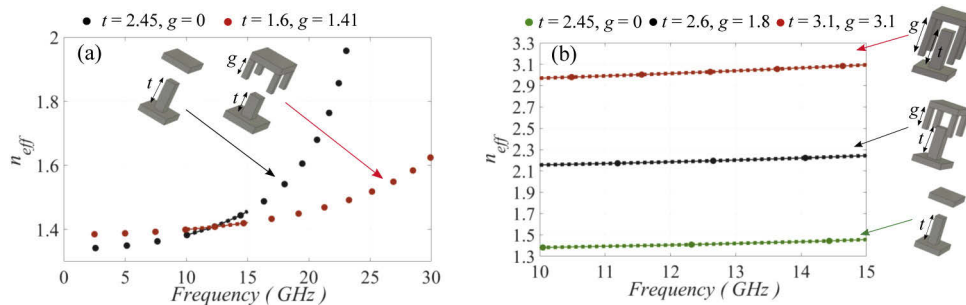 t = 2.45, g = 0 t = 1.6, g = 1.41
(a)
g
t
t
n_eff
2
1.8
1.6
1.4
0 5 10 15 20 25 30
Frequency ( GHz )
t = 2.45, g = 0 t = 2.6, g = 1.8 t = 3.1, g = 3.1
(b)
g
t
g
t
t
n_eff
3.3
3.1
2.9
2.7
2.5
2.3
2.1
1.9
1.7
1.5
1.3
10 11 12 13 14 15
Frequency ( GHz )